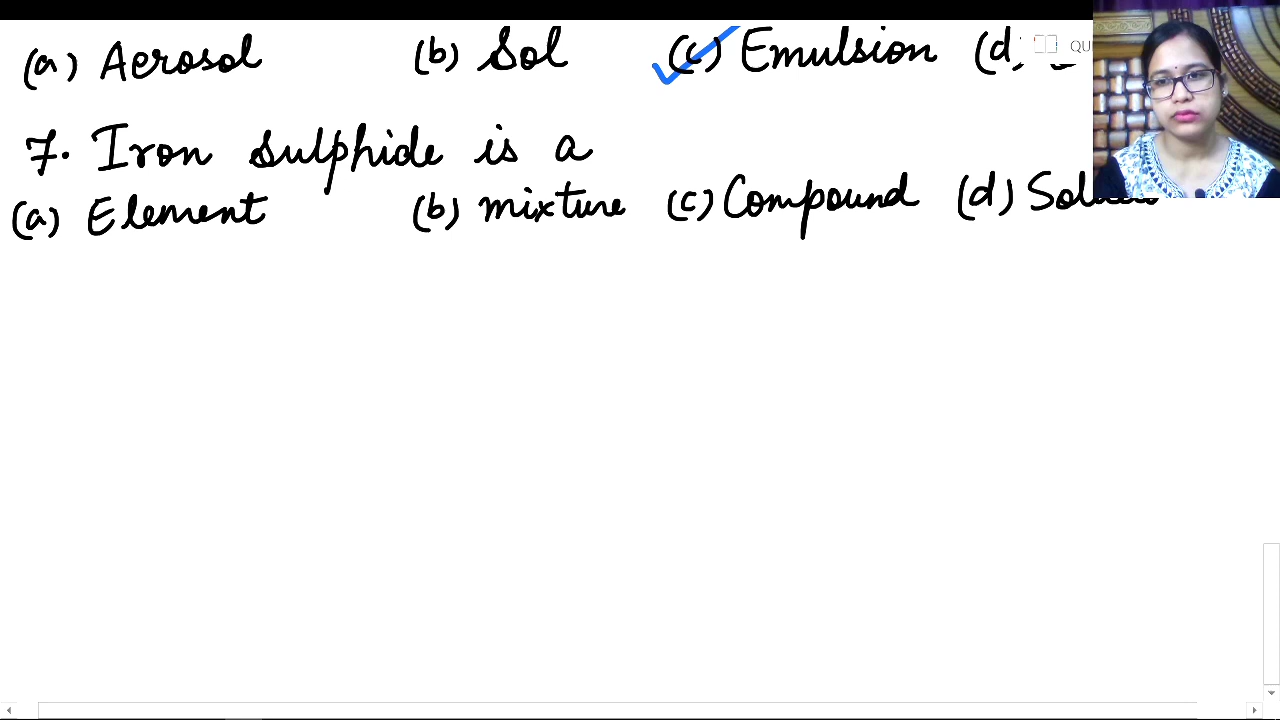 (a) Aerosol (b) Sol (c) Emulsion (d)
7. Iron sulphide is a
(a) Element (b) mixture (c) Compound (d)